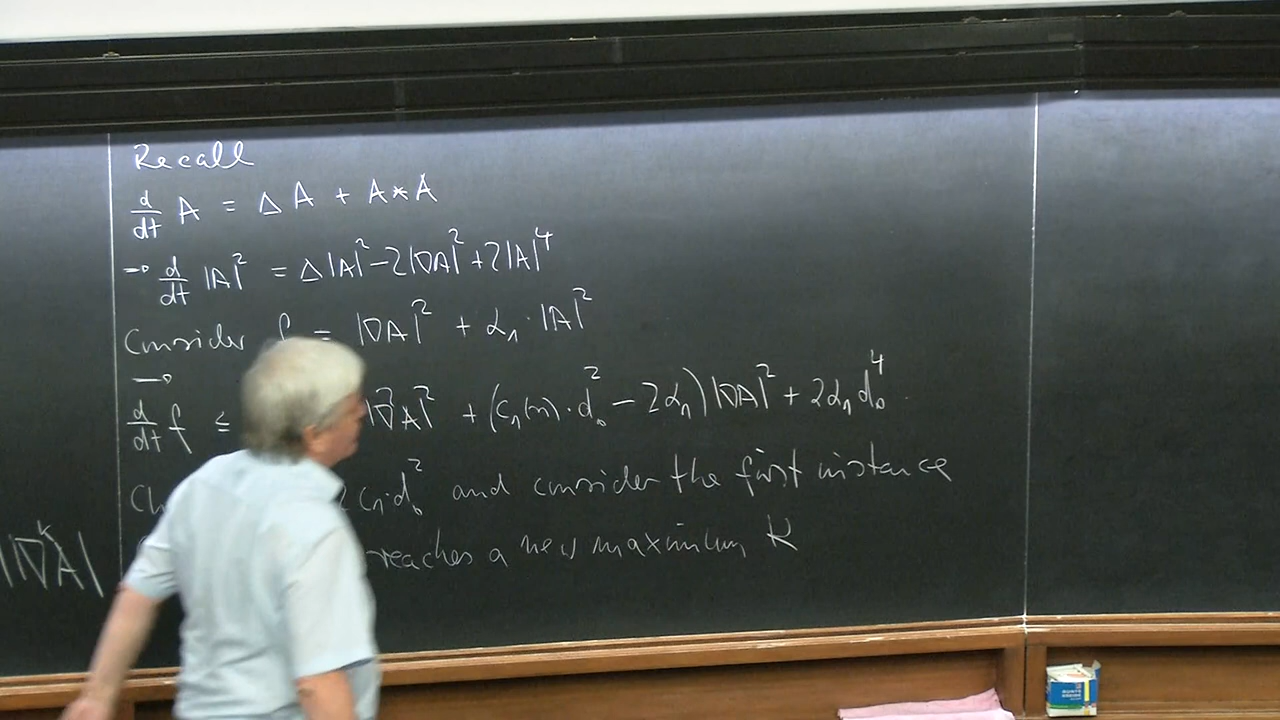 Recall
d/dt A = Δ A + A * A
→ d/dt |A|² = Δ|A|² - 2|∇A|² + 2|A|⁴
Consider f = |∇A|² + α₁ · |A|²
→
d/dt f ≤ |∇²A|² + (c₁(n) · d₀² - 2α₁)|∇A|² + 2α₁ d₀⁴
c₁ · d₀² and consider the first instance
reaches a new maximum K
|∇ᵏA|